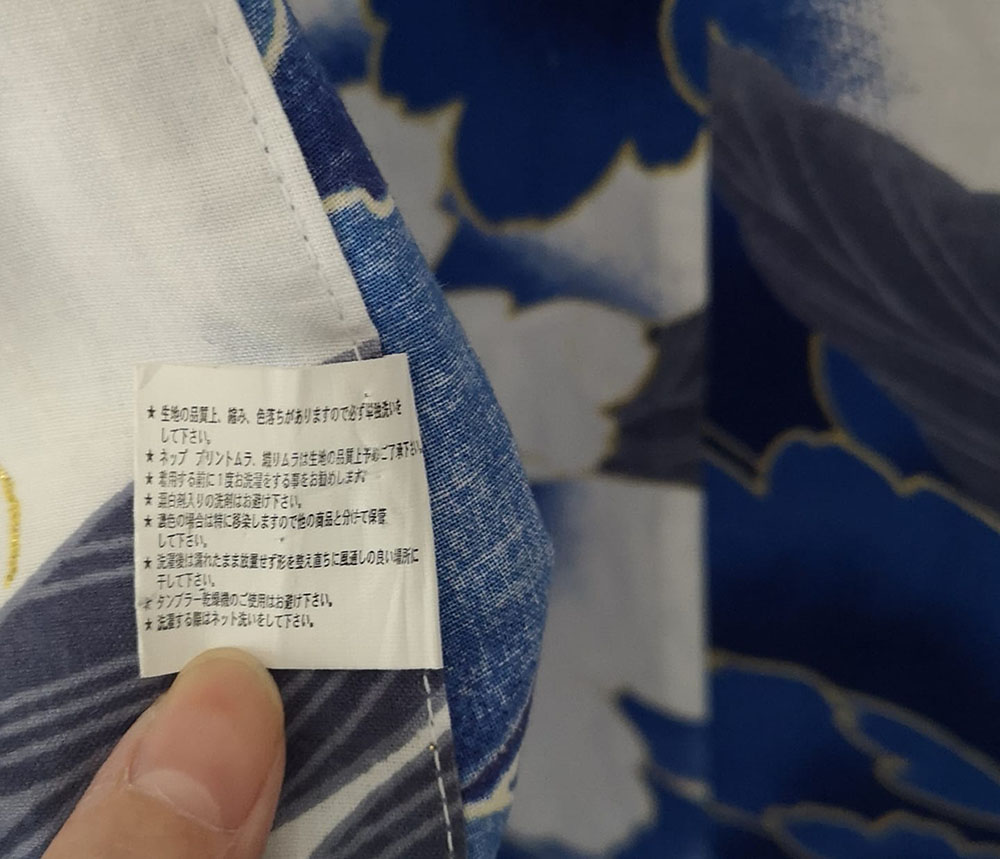 ★ 生地の品質上、縮み、色落ちがありますので必ず単独洗いを
して下さい。
★ ネップ プリントムラ、織りムラは生地の品質上予めご了承下さい。
★ 着用する前に1度お洗濯をする事をお勧めします。
★ 漂白剤入りの洗剤はお避け下さい。
★ 濃色の場合は特に移染しますので他の商品と分けて保管
して下さい。
★ 洗濯後は濡れたまま放置せず形を整え直ちに風通しの良い場所に
干して下さい。
★ タンブラー乾燥機のご使用はお避け下さい。
★ 洗濯する際はネット洗いをして下さい。